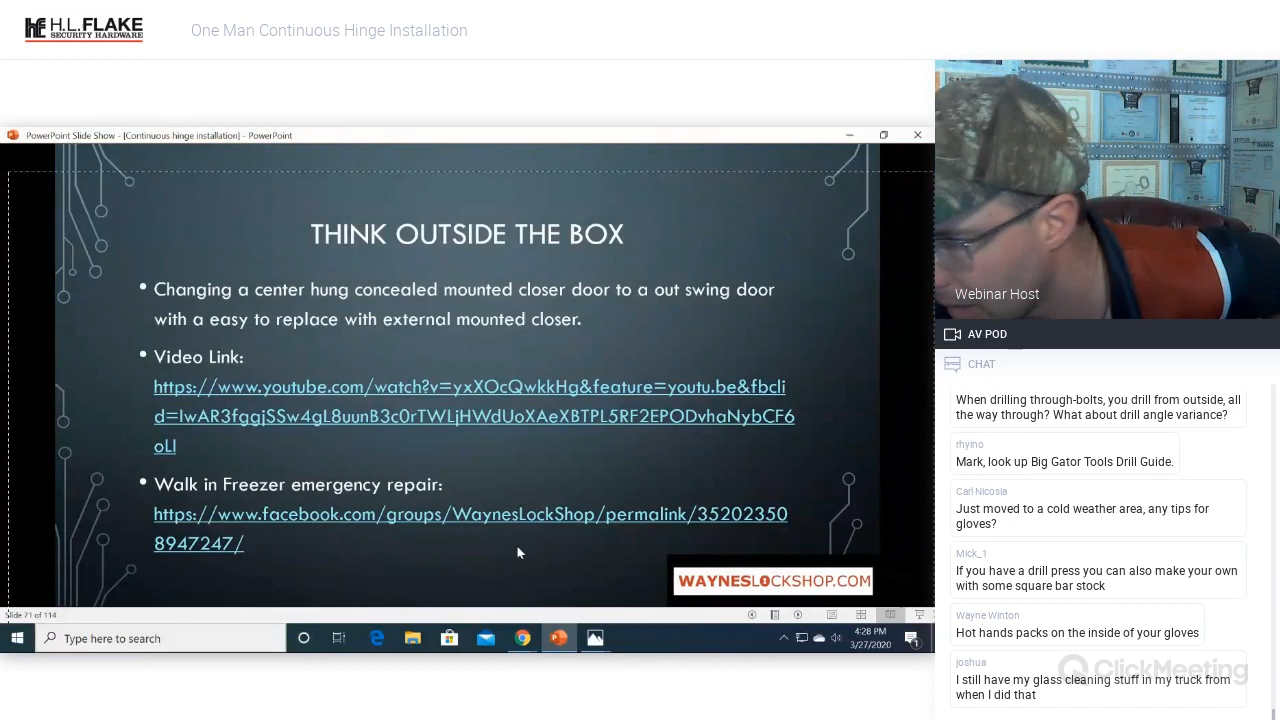 H.L.FLAKE
SECURITY HARDWARE
One Man Continuous Hinge Installation
PowerPoint Slide Show - [Continuous hinge installation] - PowerPoint
THINK OUTSIDE THE BOX
• Changing a center hung concealed mounted closer door to a out swing door
with a easy to replace with external mounted closer.
• Video Link:
https://www.youtube.com/watch?v=yxXOcQwkkHg&feature=youtu.be&fbcli
d=IwAR3fggjSSw4gL8uunB3c0rTWLjHWdUoXAeXBTPL5RF2EPODvhaNybCF6
oLI
• Walk in Freezer emergency repair:
https://www.facebook.com/groups/WaynesLockShop/permalink/35202350
8947247/
WAYNESLOCKSHOP.COM
Slide 71 of 114
Type here to search
4:28 PM
3/27/2020
1
Webinar Host
AV POD
CHAT
When drilling through-bolts, you drill from outside, all
the way through? What about drill angle variance?
rhyino
Mark, look up Big Gator Tools Drill Guide.
Carl Nicosia
Just moved to a cold weather area, any tips for
gloves?
Mick_1
If you have a drill press you can also make your own
with some square bar stock
Wayne Winton
Hot hands packs on the inside of your gloves
joshua
I still have my glass cleaning stuff in my truck from
when I did that
ClickMeeting